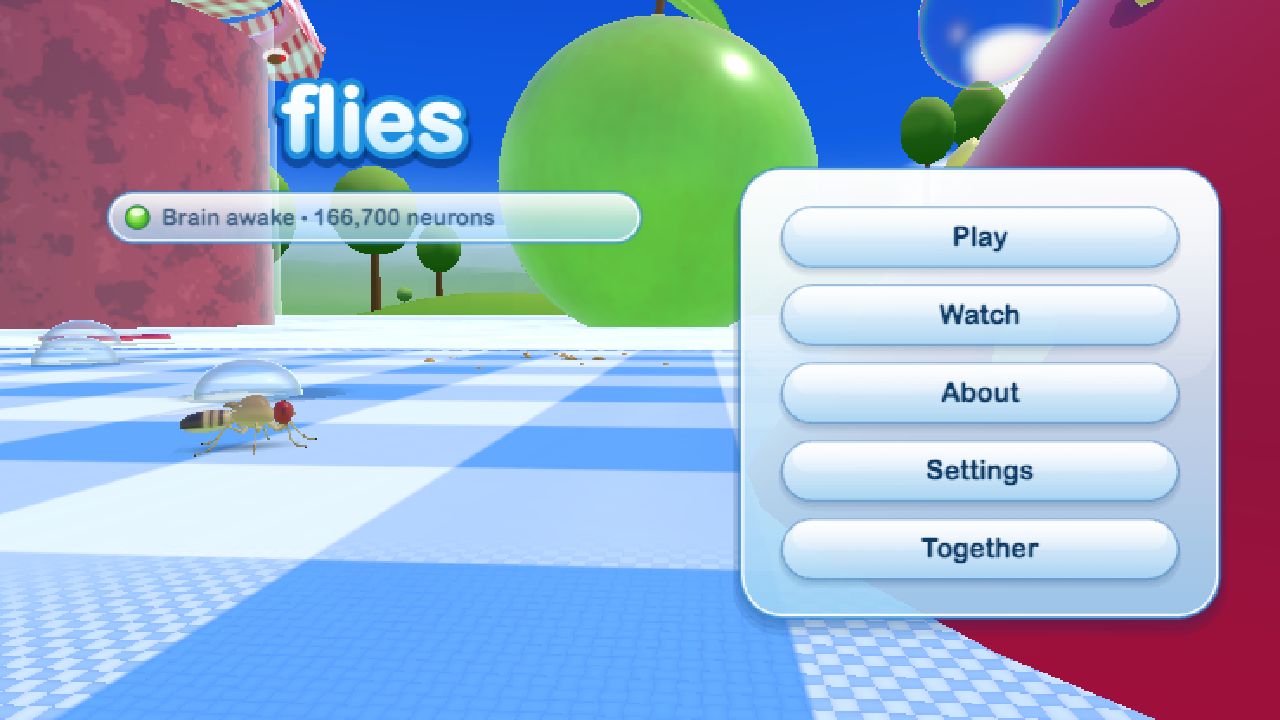 flies
Brain awake • 166,700 neurons
Play
Watch
About
Settings
Together